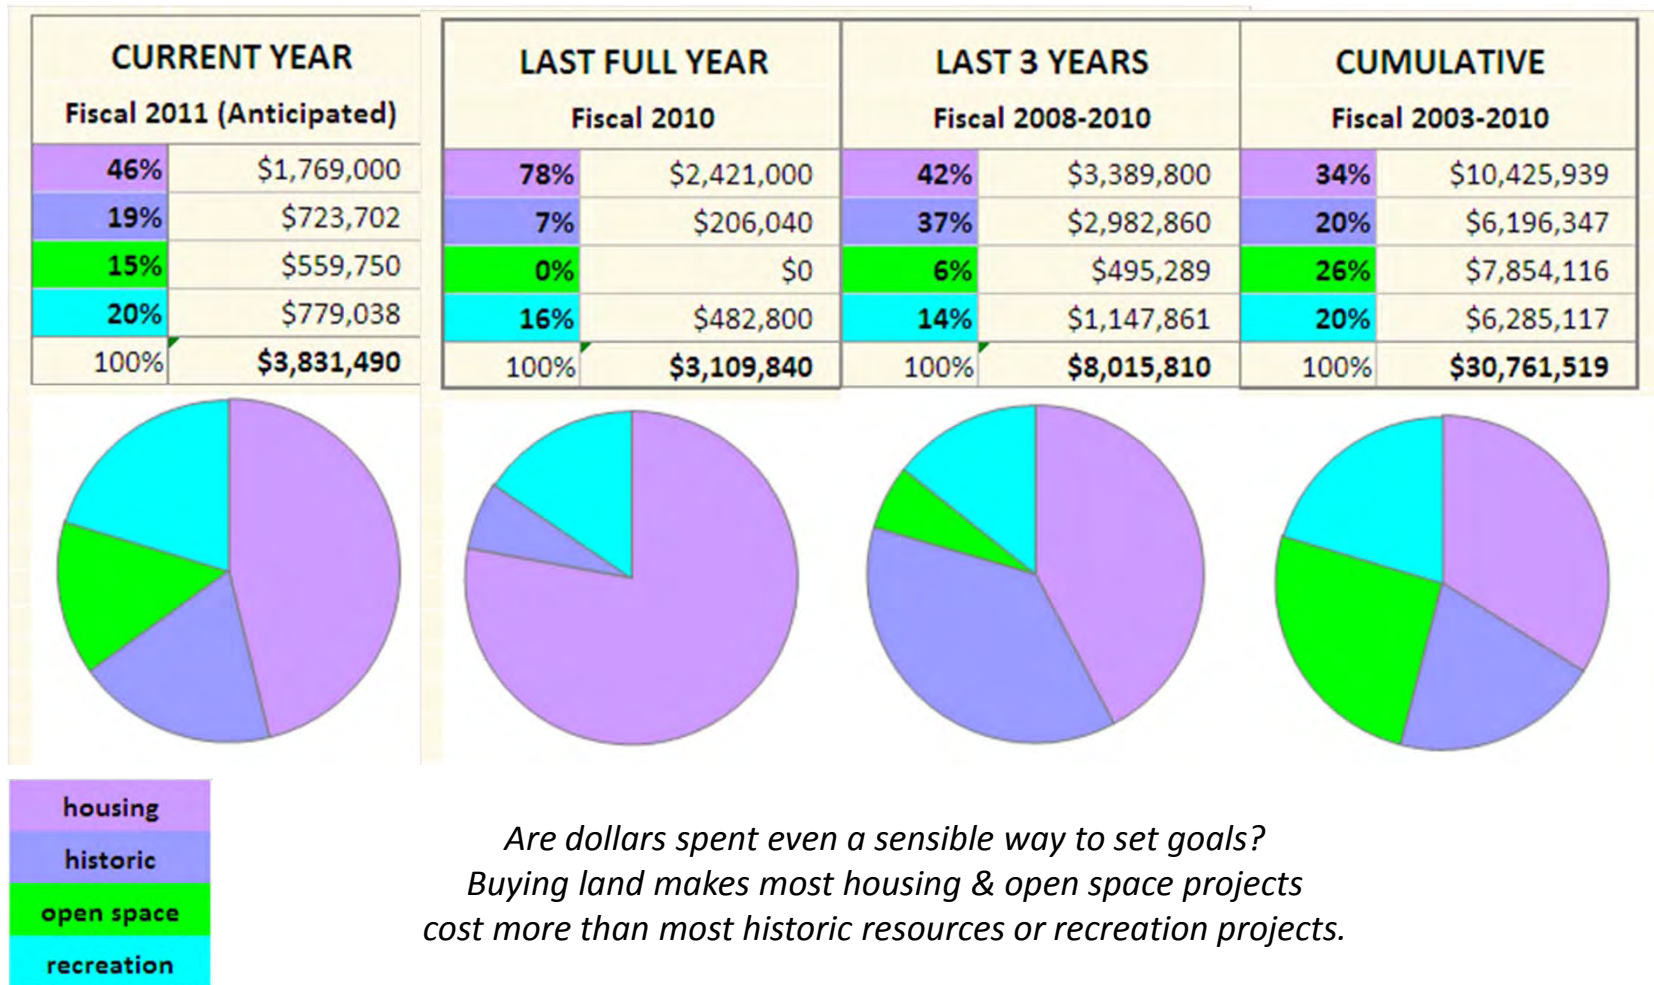 CURRENT YEAR
Fiscal 2011 (Anticipated)
46% $1,769,000
19% $723,702
15% $559,750
20% $779,038
100% $3,831,490
LAST FULL YEAR
Fiscal 2010
78% $2,421,000
7% $206,040
0% $0
16% $482,800
100% $3,109,840
LAST 3 YEARS
Fiscal 2008-2010
42% $3,389,800
37% $2,982,860
6% $495,289
14% $1,147,861
100% $8,015,810
CUMULATIVE
Fiscal 2003-2010
34% $10,425,939
20% $6,196,347
26% $7,854,116
20% $6,285,117
100% $30,761,519
housing
historic
open space
recreation
Are dollars spent even a sensible way to set goals?
Buying land makes most housing & open space projects
cost more than most historic resources or recreation projects.